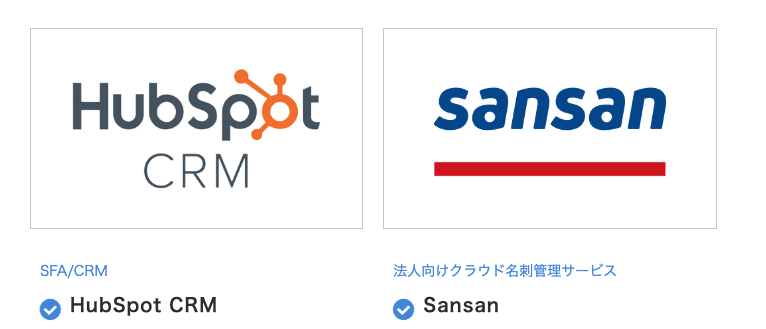 HubSpot
CRM
sansan
SFA/CRM
HubSpot CRM
法人向けクラウド名刺管理サービス
Sansan